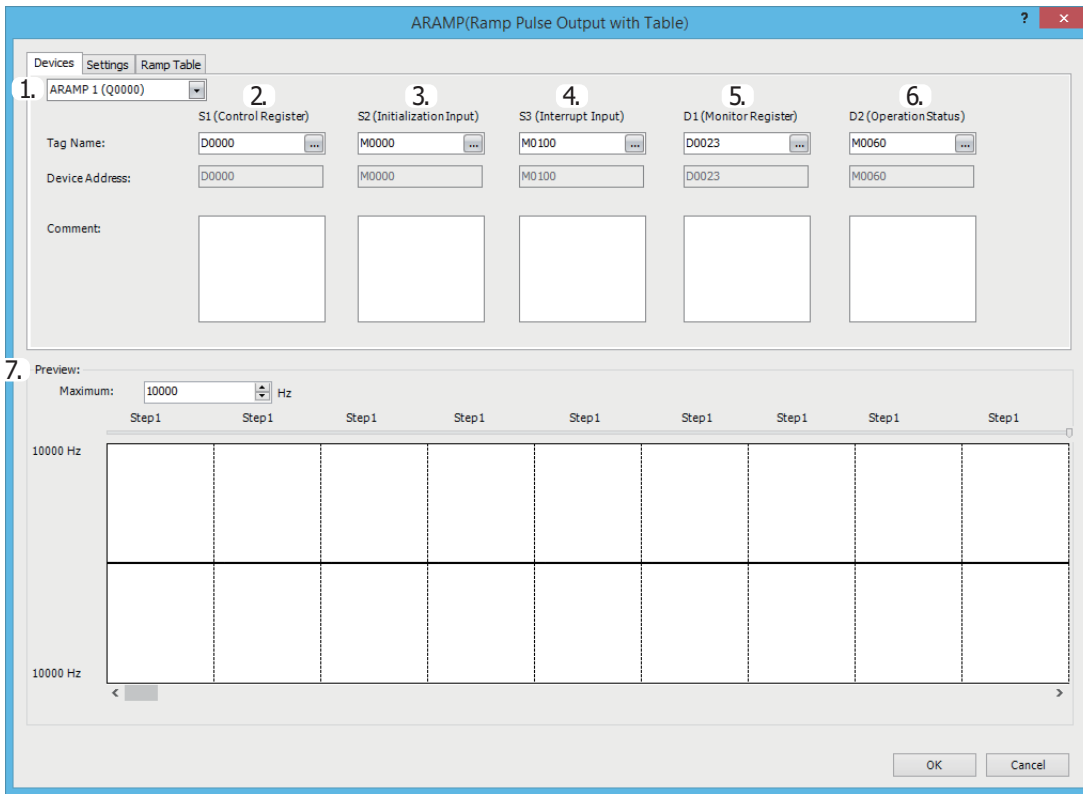 ARAMP(Ramp Pulse Output with Table) ? ×
Devices Settings Ramp Table
1. ARAMP 1 (Q0000)
2. 3. 4. 5. 6.
S1(Control Register) S2(Initialization Input) S3 (Interrupt Input) D1(Monitor Register) D2(Operation Status)
Tag Name: D0000 ... M0000 ... M0100 ... D0023 ... M0060 ...
Device Address: D0000 M0000 M0100 D0023 M0060
Comment:
7. Preview:
Maximum: 10000 Hz
Step1 Step1 Step1 Step1 Step1 Step1 Step1 Step1 Step1
10000 Hz
10000 Hz
< >
OK Cancel